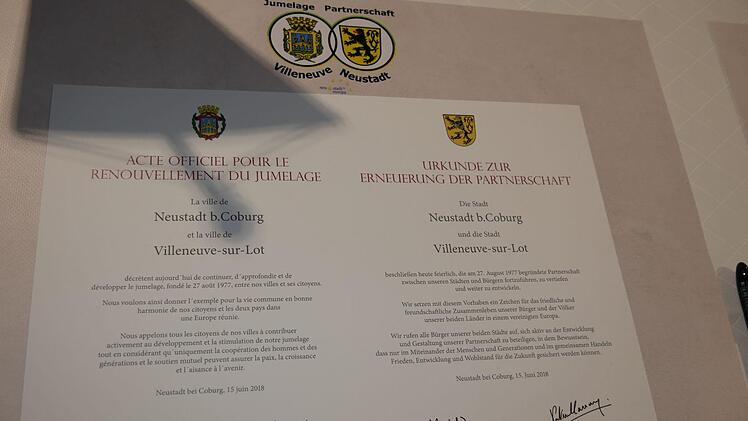 Jumelage Partnerschaft
Villeneuve Neustadt
ACTE OFFICIEL POUR LE
RENOUVELLEMENT DU JUMELAGE
La ville de
Neustadt b.Coburg
et la ville de
Villeneuve-sur-Lot
décrètent aujourd'hui de continuer, d'approfondir et de
développer le jumelage, fondé le 27 août 1977, entre nos villes et ses citoyens.
Nous voulons ainsi donner l'exemple pour la vie commune en bonne
harmonie de nos citoyens et les deux pays dans
une Europe réunie.
Nous appelons tous les citoyens de nos villes à contribuer
activement au développement et la stimulation de notre jumelage
tout en considérant qu'uniquement la coopération des hommes et des
générations et le soutien mutuel peuvent assurer la paix, la croissance
et l'aisance à l'avenir.
Neustadt bei Coburg, 15 juin 2018
URKUNDE ZUR
ERNEUERUNG DER PARTNERSCHAFT
Die Stadt
Neustadt b.Coburg
und die Stadt
Villeneuve-sur-Lot
beschließen heute feierlich, die am 27. August 1977 begründete Partnerschaft
zwischen unseren Städten und Bürgern fortzuführen, zu vertiefen
und weiter zu entwickeln.
Wir setzen mit diesem Vorhaben ein Zeichen für das friedliche und
freundschaftliche Zusammenleben unserer Bürger und der Völker
unserer beiden Länder in einem vereinigten Europa.
Wir rufen alle Bürger unserer beiden Städte auf, sich aktiv an der Entwicklung
und Gestaltung unserer Partnerschaft zu beteiligen, in dem Bewusstsein,
dass nur im Miteinander der Menschen und Generationen und im gemeinsamen Handeln
Frieden, Entwicklung und Wohlstand für die Zukunft gesichert werden können.
Neustadt bei Coburg, 15. Juni 2018